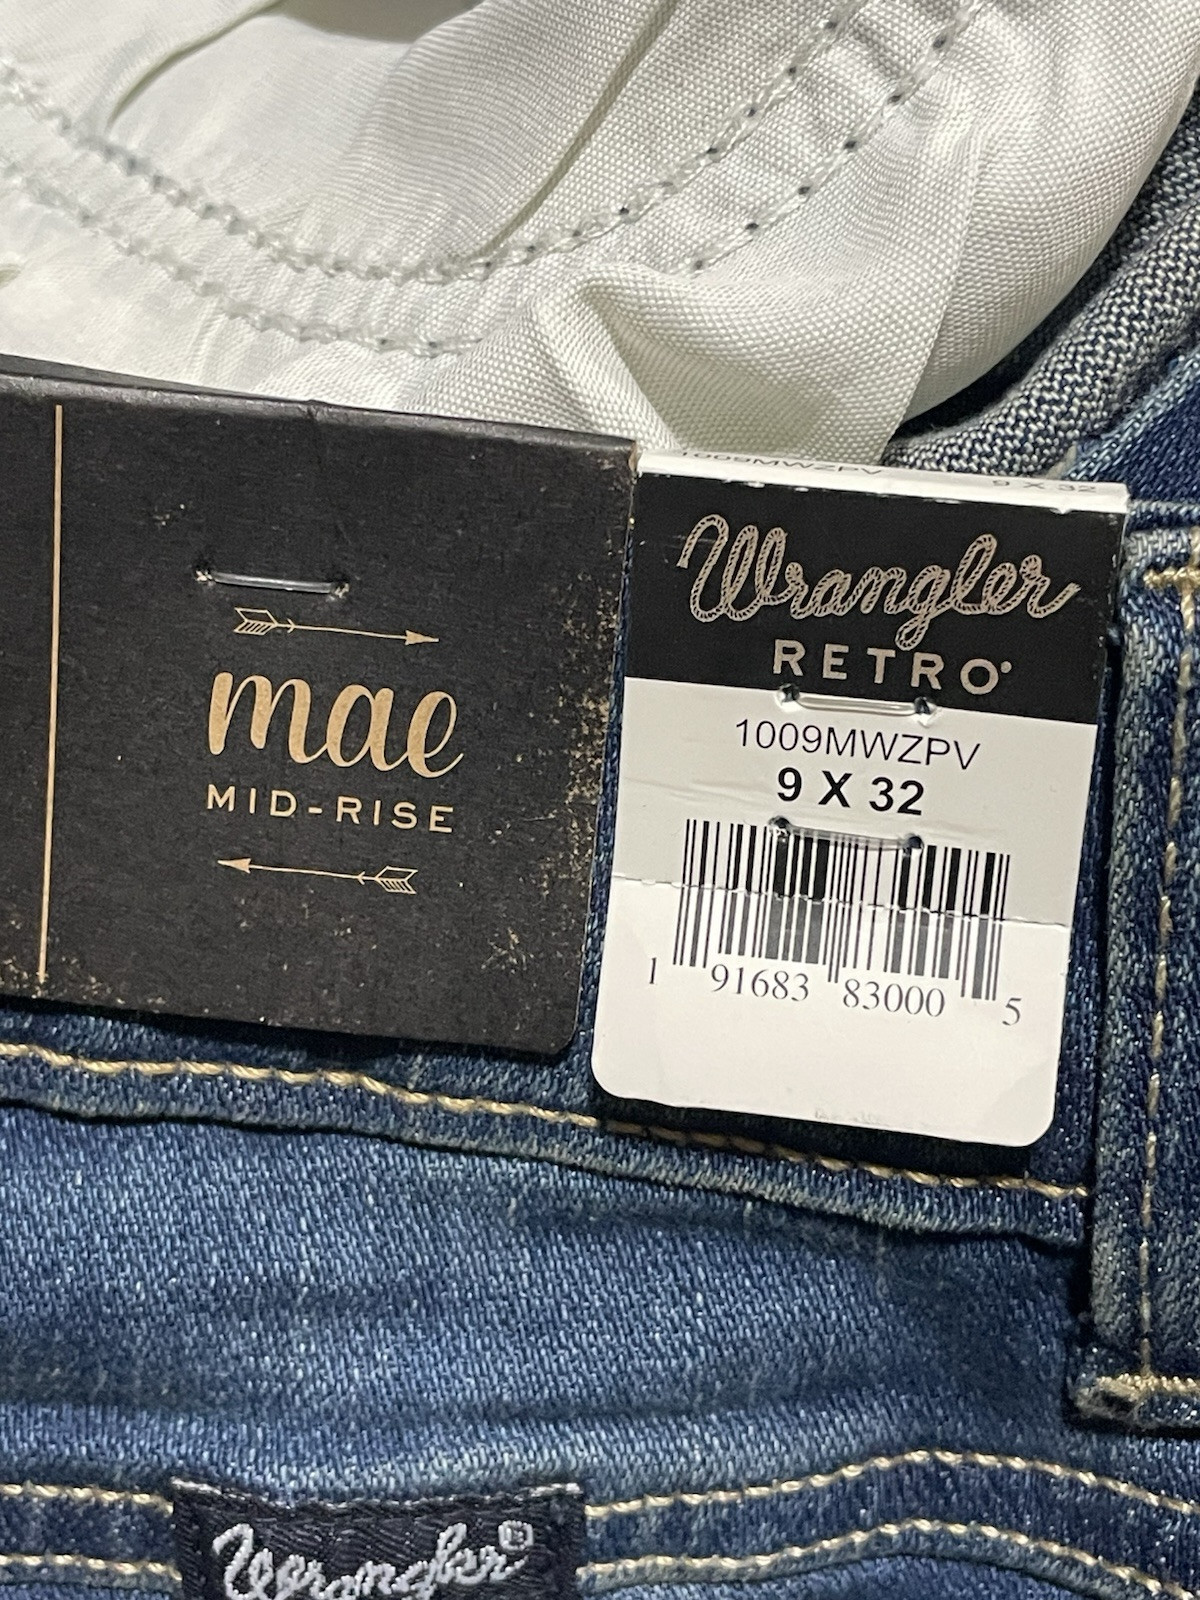 mae
MID-RISE
1009MWZPV 9 X 32
Wrangler
RETRO
1009MWZPV
9 X 32
1 91683 83000 5
Wrangler®